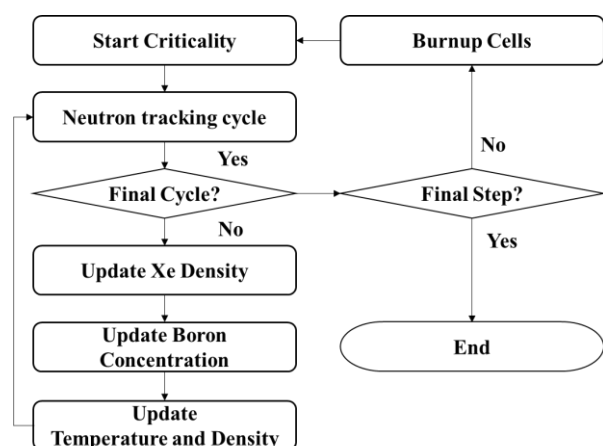 Start Criticality
Burnup Cells
Neutron tracking cycle
Yes
No
Final Cycle?
Final Step?
No
Yes
Update Xe Density
Update Boron
Concentration
End
Update
Temperature and Density